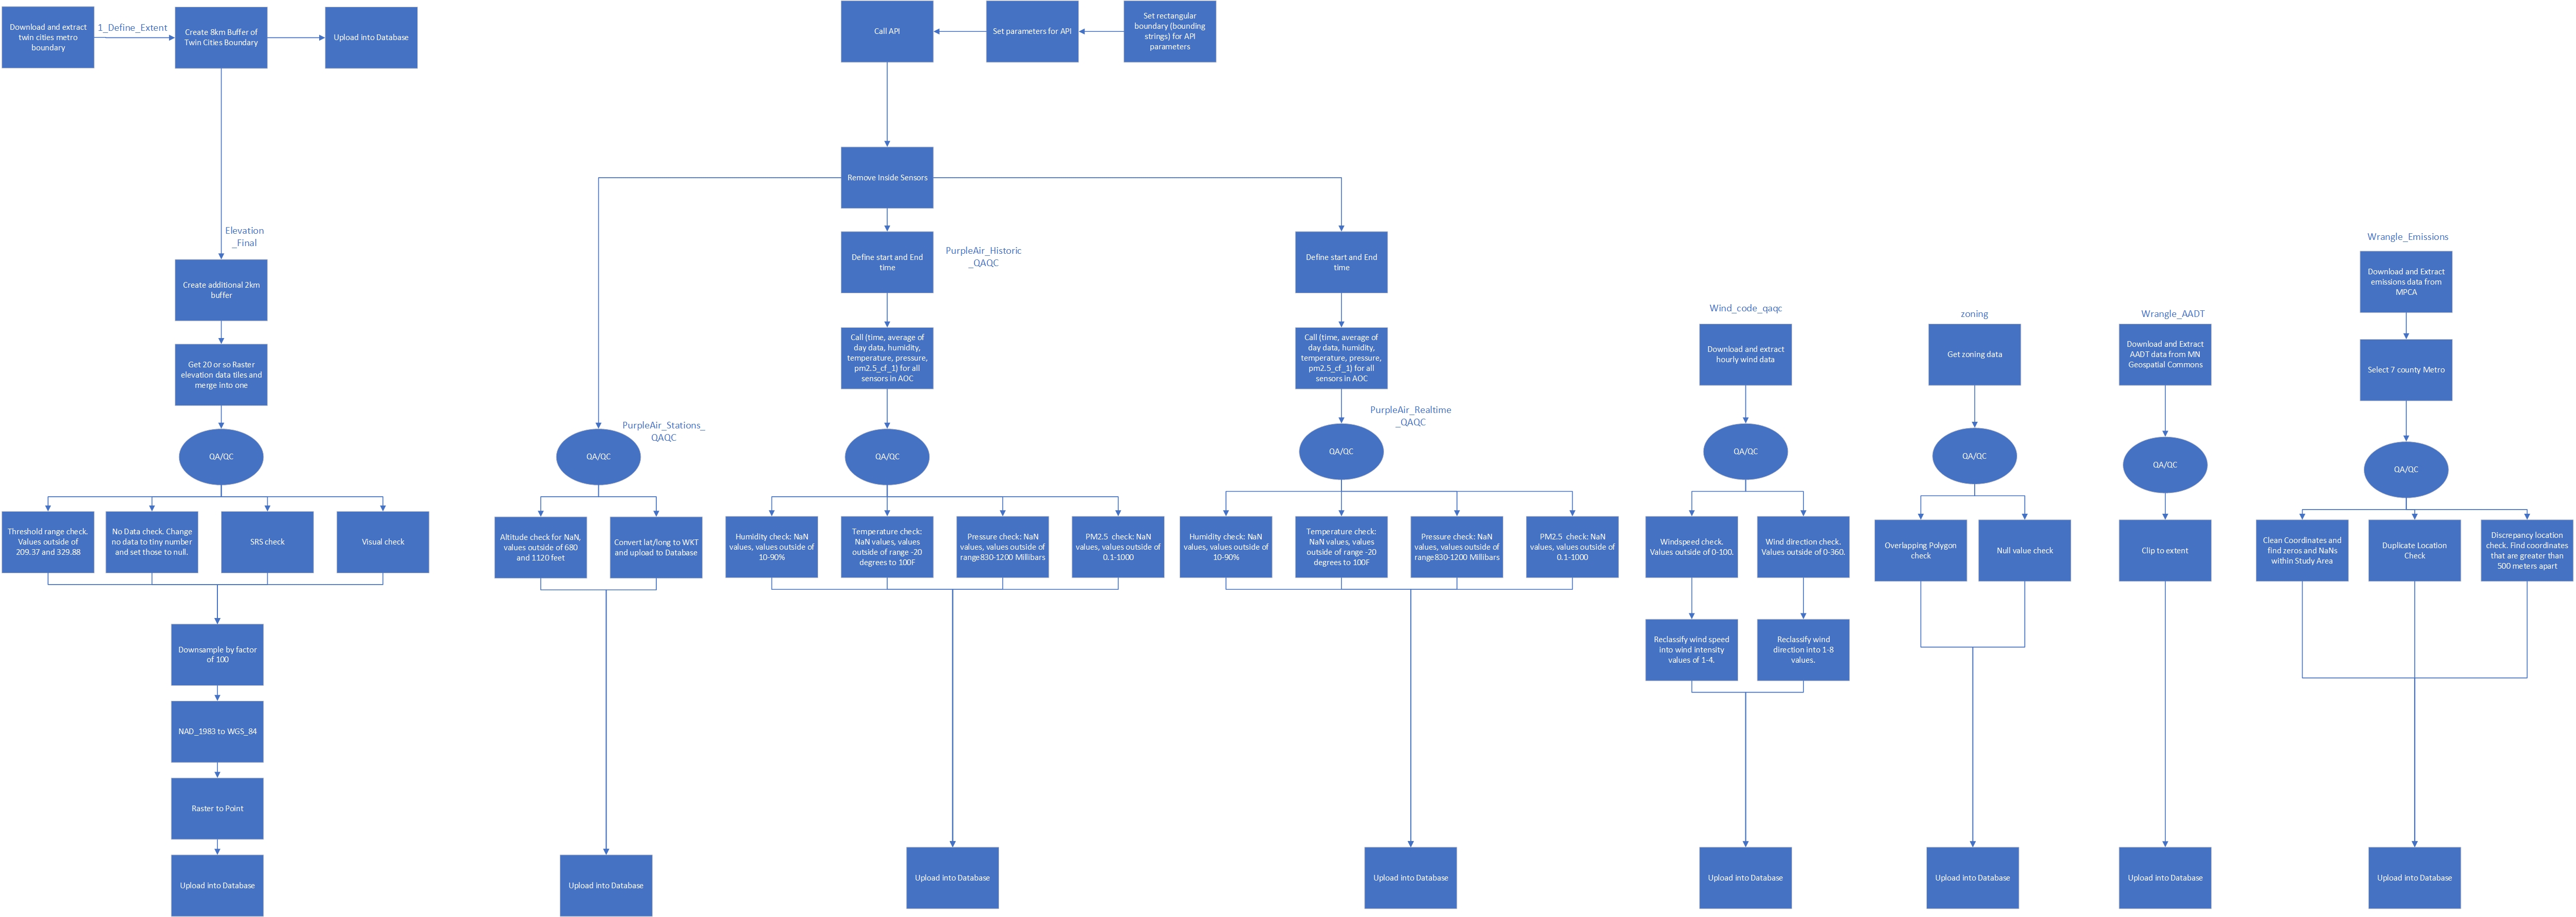 Download and extract
twin cities metro
boundary
1_Define_Extent
Create 8km Buffer of
Twin Cities Boundary
Upload into Database
Elevation
_Final
Create additional 2km
buffer
Get 20 or so Raster
elevation data tiles and
merge into one
QA/QC
Threshold range check.
Values outside of
209.37 and 329.88
No Data check. Change
no data to tiny number
and set those to null.
SRS check
Visual check
Downsample by factor
of 100
NAD_1983 to WGS_84
Raster to Point
Upload into Database
Call API
Set parameters for API
Set rectangular
boundary (bounding
strings) for API
parameters
Remove Inside Sensors
PurpleAir_Stations_
QAQC
QA/QC
Altitude check for NaN,
values outside of 680
and 1120 feet
Convert lat/long to WKT
and upload to Database
Upload into Database
Define start and End
time
PurpleAir_Historic
_QAQC
Call (time, average of
day data, humidity,
temperature, pressure,
pm2.5_cf_1) for all
sensors in AOC
QA/QC
Humidity check: NaN
values, values outside of
10-90%
Temperature check:
NaN values, values
outside of range -20
degrees to 100F
Pressure check: NaN
values, values outside of
range830-1200 Millibars
PM2.5  check: NaN
values, values outside of
0.1-1000
Upload into Database
Define start and End
time
Call (time, average of
day data, humidity,
temperature, pressure,
pm2.5_cf_1) for all
sensors in AOC
PurpleAir_Realtime
_QAQC
QA/QC
Humidity check: NaN
values, values outside of
10-90%
Temperature check:
NaN values, values
outside of range -20
degrees to 100F
Pressure check: NaN
values, values outside of
range830-1200 Millibars
PM2.5  check: NaN
values, values outside of
0.1-1000
Upload into Database
Wind_code_qaqc
Download and extract
hourly wind data
QA/QC
Windspeed check.
Values outside of 0-100.
Wind direction check.
Values outside of 0-360.
Reclassify wind speed
into wind intensity
values of 1-4.
Reclassify wind
direction into 1-8
values.
Upload into Database
zoning
Get zoning data
QA/QC
Overlapping Polygon
check
Null value check
Upload into Database
Wrangle_AADT
Download and Extract
AADT data from MN
Geospatial Commons
QA/QC
Clip to extent
Upload into Database
Wrangle_Emissions
Download and Extract
emissions data from
MPCA
Select 7 county Metro
QA/QC
Clean Coordinates and
find zeros and NaNs
within Study Area
Duplicate Location
Check
Discrepancy location
check. Find coordinates
that are greater than
500 meters apart
Upload into Database